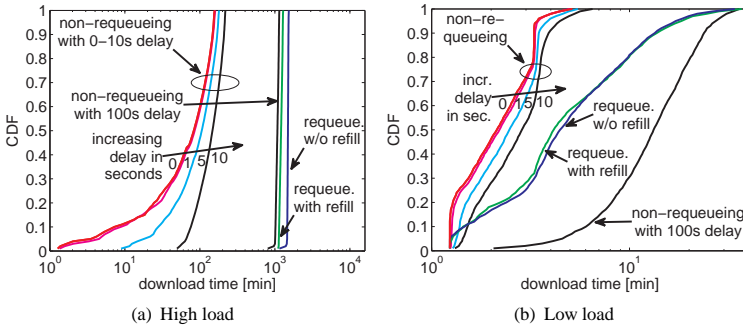 CDF
1
0.9
0.8
0.7
0.6
0.5
0.4
0.3
0.2
0.1
0
non−requeueing
with 0−10s delay
non−requeueing
with 100s delay
increasing
delay in
seconds
0 1 5 10
requeue.
w/o refill
requeue.
with refill
10^0 10^1 10^2 10^3 10^4
download time [min]
(a) High load
CDF
1
0.9
0.8
0.7
0.6
0.5
0.4
0.3
0.2
0.1
0
non−re−
queueing
incr.
delay
in sec.
0 1 5 10
requeue.
w/o refill
requeue.
with refill
non−requeueing
with 100s delay
10^0 10^1
download time [min]
(b) Low load